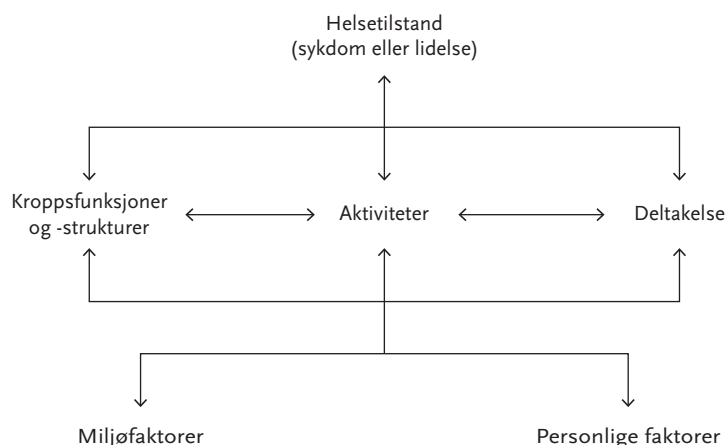 Helsetilstand
(sykdom eller lidelse)
Kroppsfunksjoner
og -strukturer
Aktiviteter
Deltakelse
Miljøfaktorer
Personlige faktorer